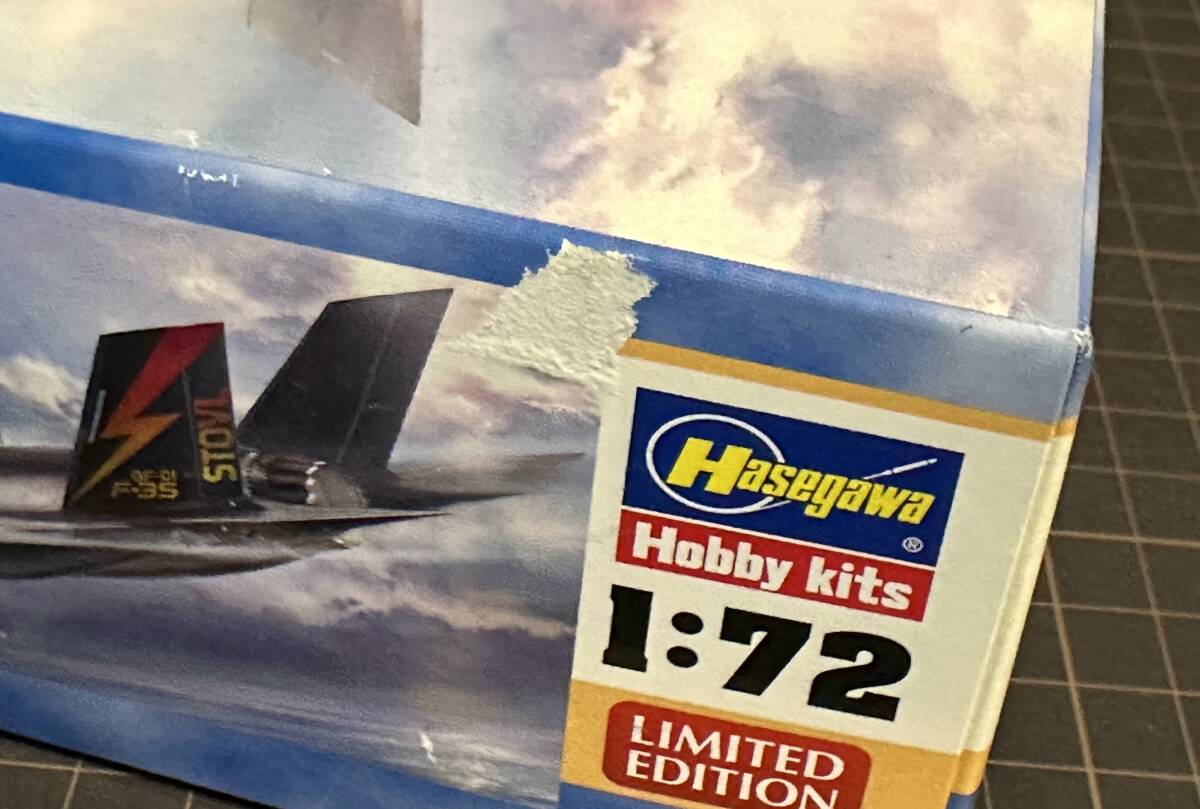 STOVL
F-35
Hasegawa®
Hobby kits
1:72
LIMITED
EDITION